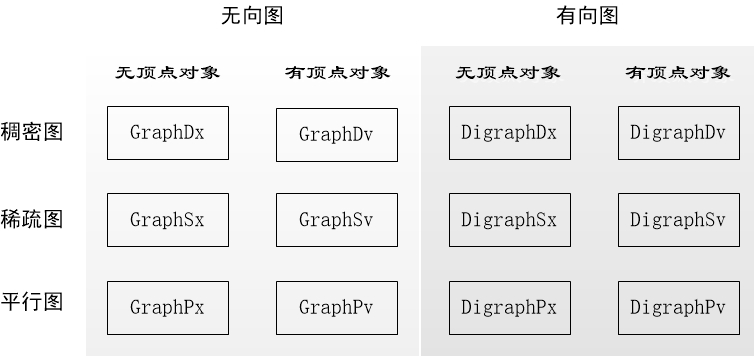 无向图 有向图
无顶点对象 有顶点对象 无顶点对象 有顶点对象
稠密图 GraphDx GraphDv DigraphDx DigraphDv
稀疏图 GraphSx GraphSv DigraphSx DigraphSv
平行图 GraphPx GraphPv DigraphPx DigraphPv